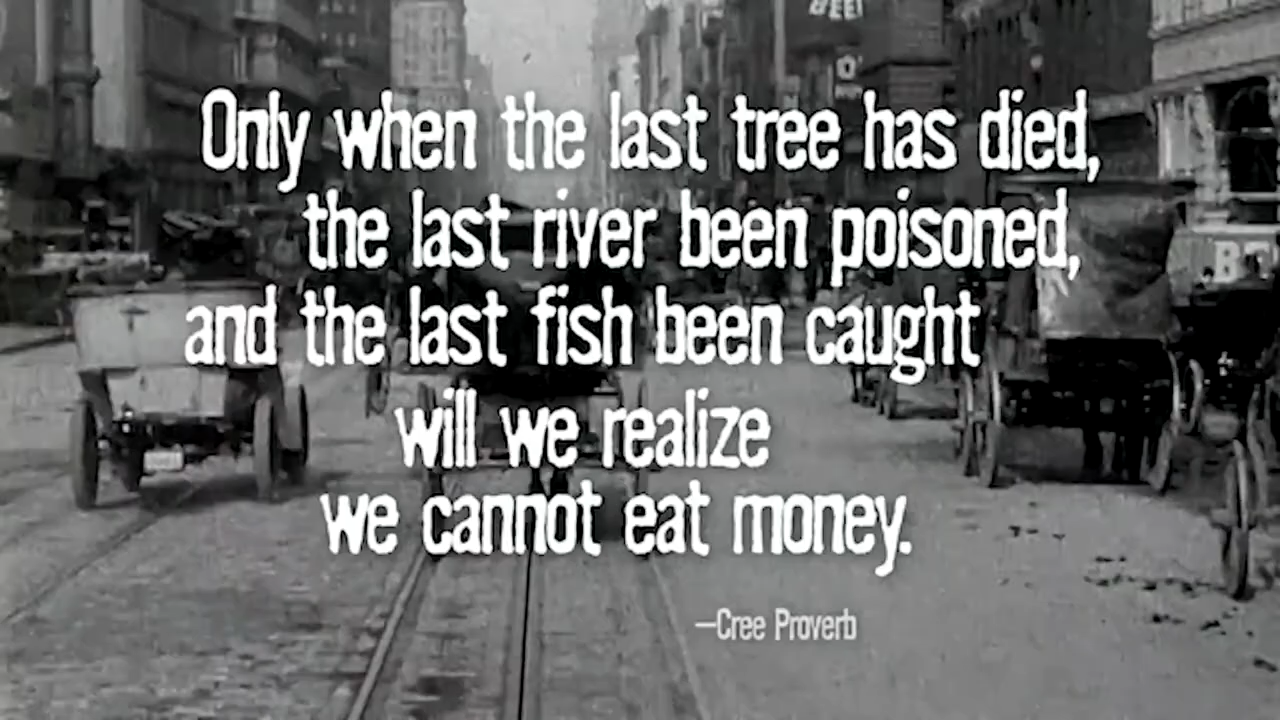 BEEF
Only when the last tree has died,
the last river been poisoned,
and the last fish been caught
will we realize
we cannot eat money.
—Cree Proverb